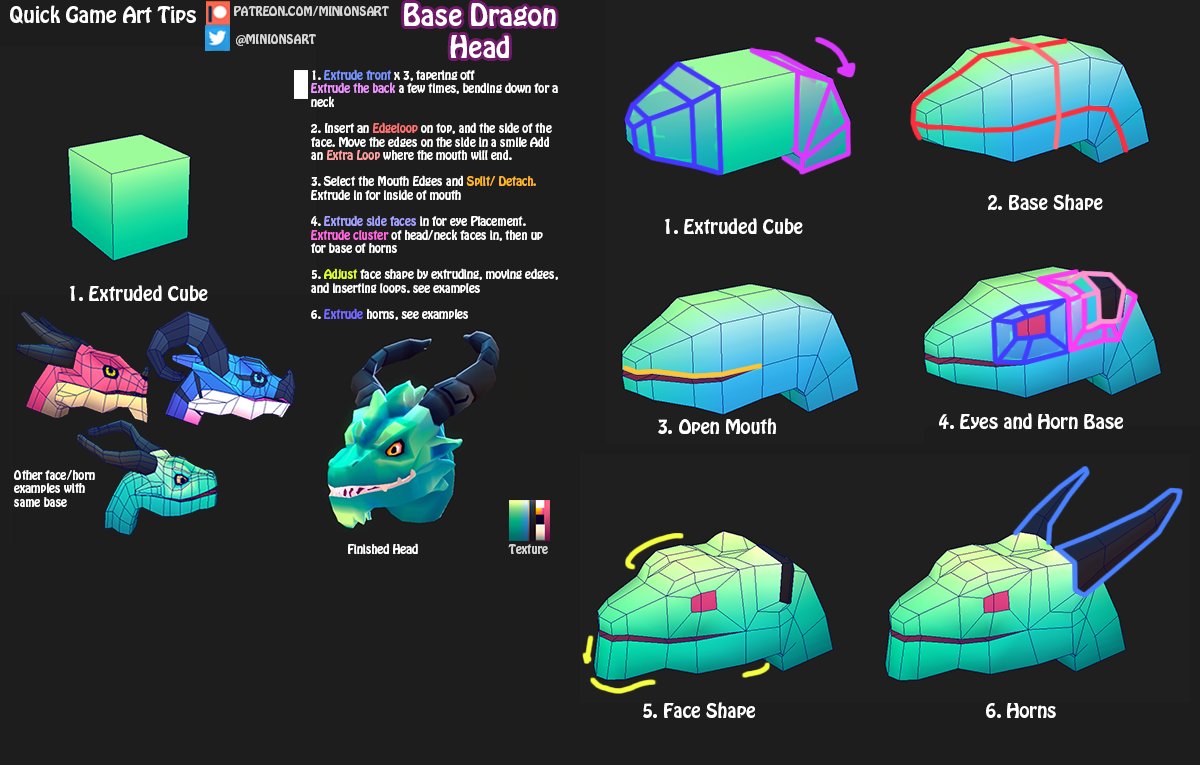 Quick Game Art Tips
PATREON.COM/MINIONSART
@MINIONSART
Base Dragon
Head
1. Extrude front x 3, tapering off
Extrude the back a few times, bending down for a
neck
2. Insert an Edgeloop on top, and the side of the
face. Move the edges on the side in a smile Add
an Extra Loop where the mouth will end.
3. Select the Mouth Edges and Split/ Detach.
Extrude in for inside of mouth
4. Extrude side faces in for eye Placement.
Extrude cluster of head/neck faces in, then up
for base of horns
5. Adjust face shape by extruding, moving edges,
and inserting loops. see examples
6. Extrude horns, see examples
1. Extruded Cube
Other face/horn
examples with
same base
Finished Head
Texture
1. Extruded Cube
2. Base Shape
3. Open Mouth
4. Eyes and Horn Base
5. Face Shape
6. Horns